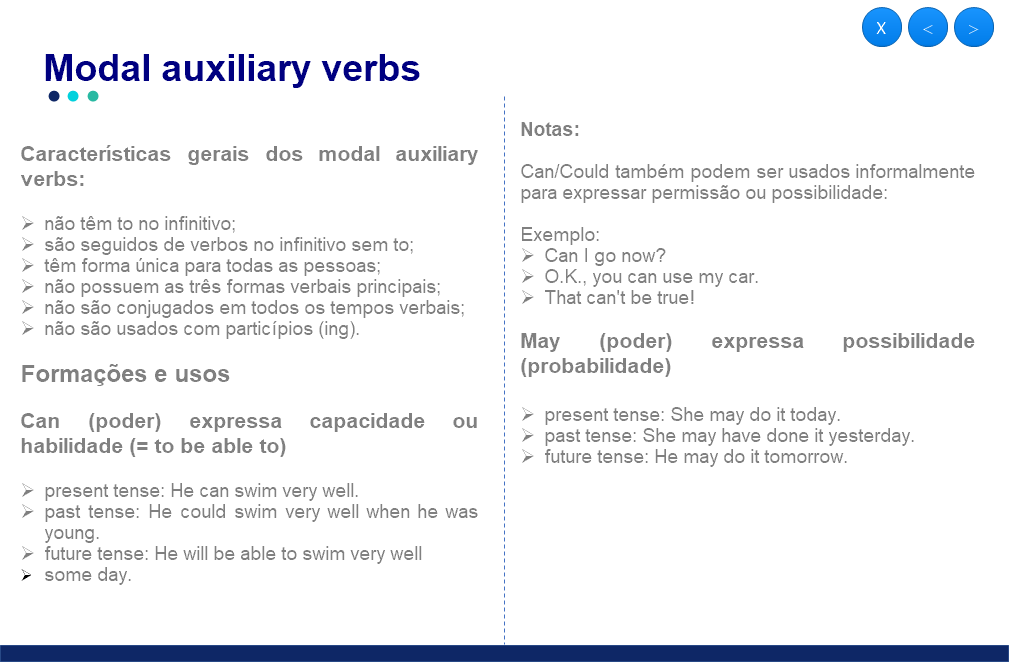 X < >
Modal auxiliary verbs
Características gerais dos modal auxiliary
verbs:
➢ não têm to no infinitivo;
➢ são seguidos de verbos no infinitivo sem to;
➢ têm forma única para todas as pessoas;
➢ não possuem as três formas verbais principais;
➢ não são conjugados em todos os tempos verbais;
➢ não são usados com particípios (ing).
Formações e usos
Can (poder) expressa capacidade ou
habilidade (= to be able to)
➢ present tense: He can swim very well.
➢ past tense: He could swim very well when he was
young.
➢ future tense: He will be able to swim very well
➢ some day.
Notas:
Can/Could também podem ser usados informalmente
para expressar permissão ou possibilidade:
Exemplo:
➢ Can I go now?
➢ O.K., you can use my car.
➢ That can't be true!
May (poder) expressa possibilidade
(probabilidade)
➢ present tense: She may do it today.
➢ past tense: She may have done it yesterday.
➢ future tense: He may do it tomorrow.